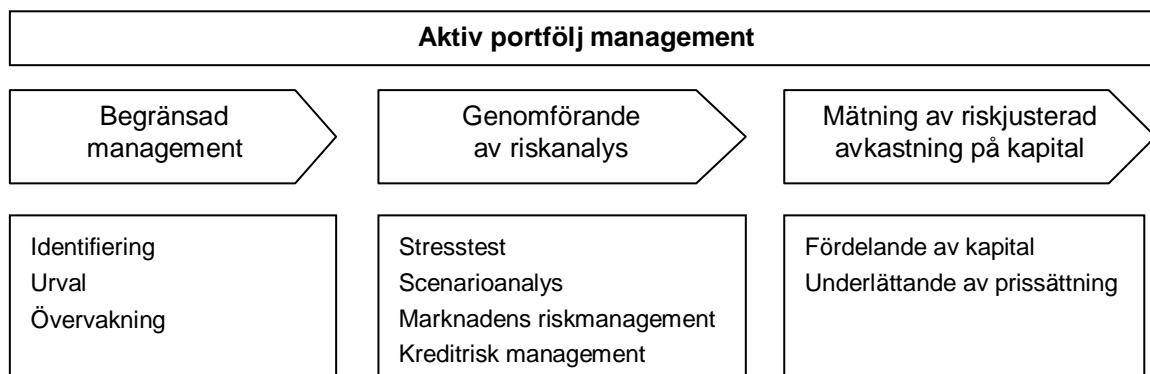 Aktiv portfölj management
Begränsad
management
Genomförande
av riskanalys
Mätning av riskjusterad
avkastning på kapital
Identifiering
Urval
Övervakning
Stresstest
Scenarioanalys
Marknadens riskmanagement
Kreditrisk management
Fördelande av kapital
Underlättande av prissättning